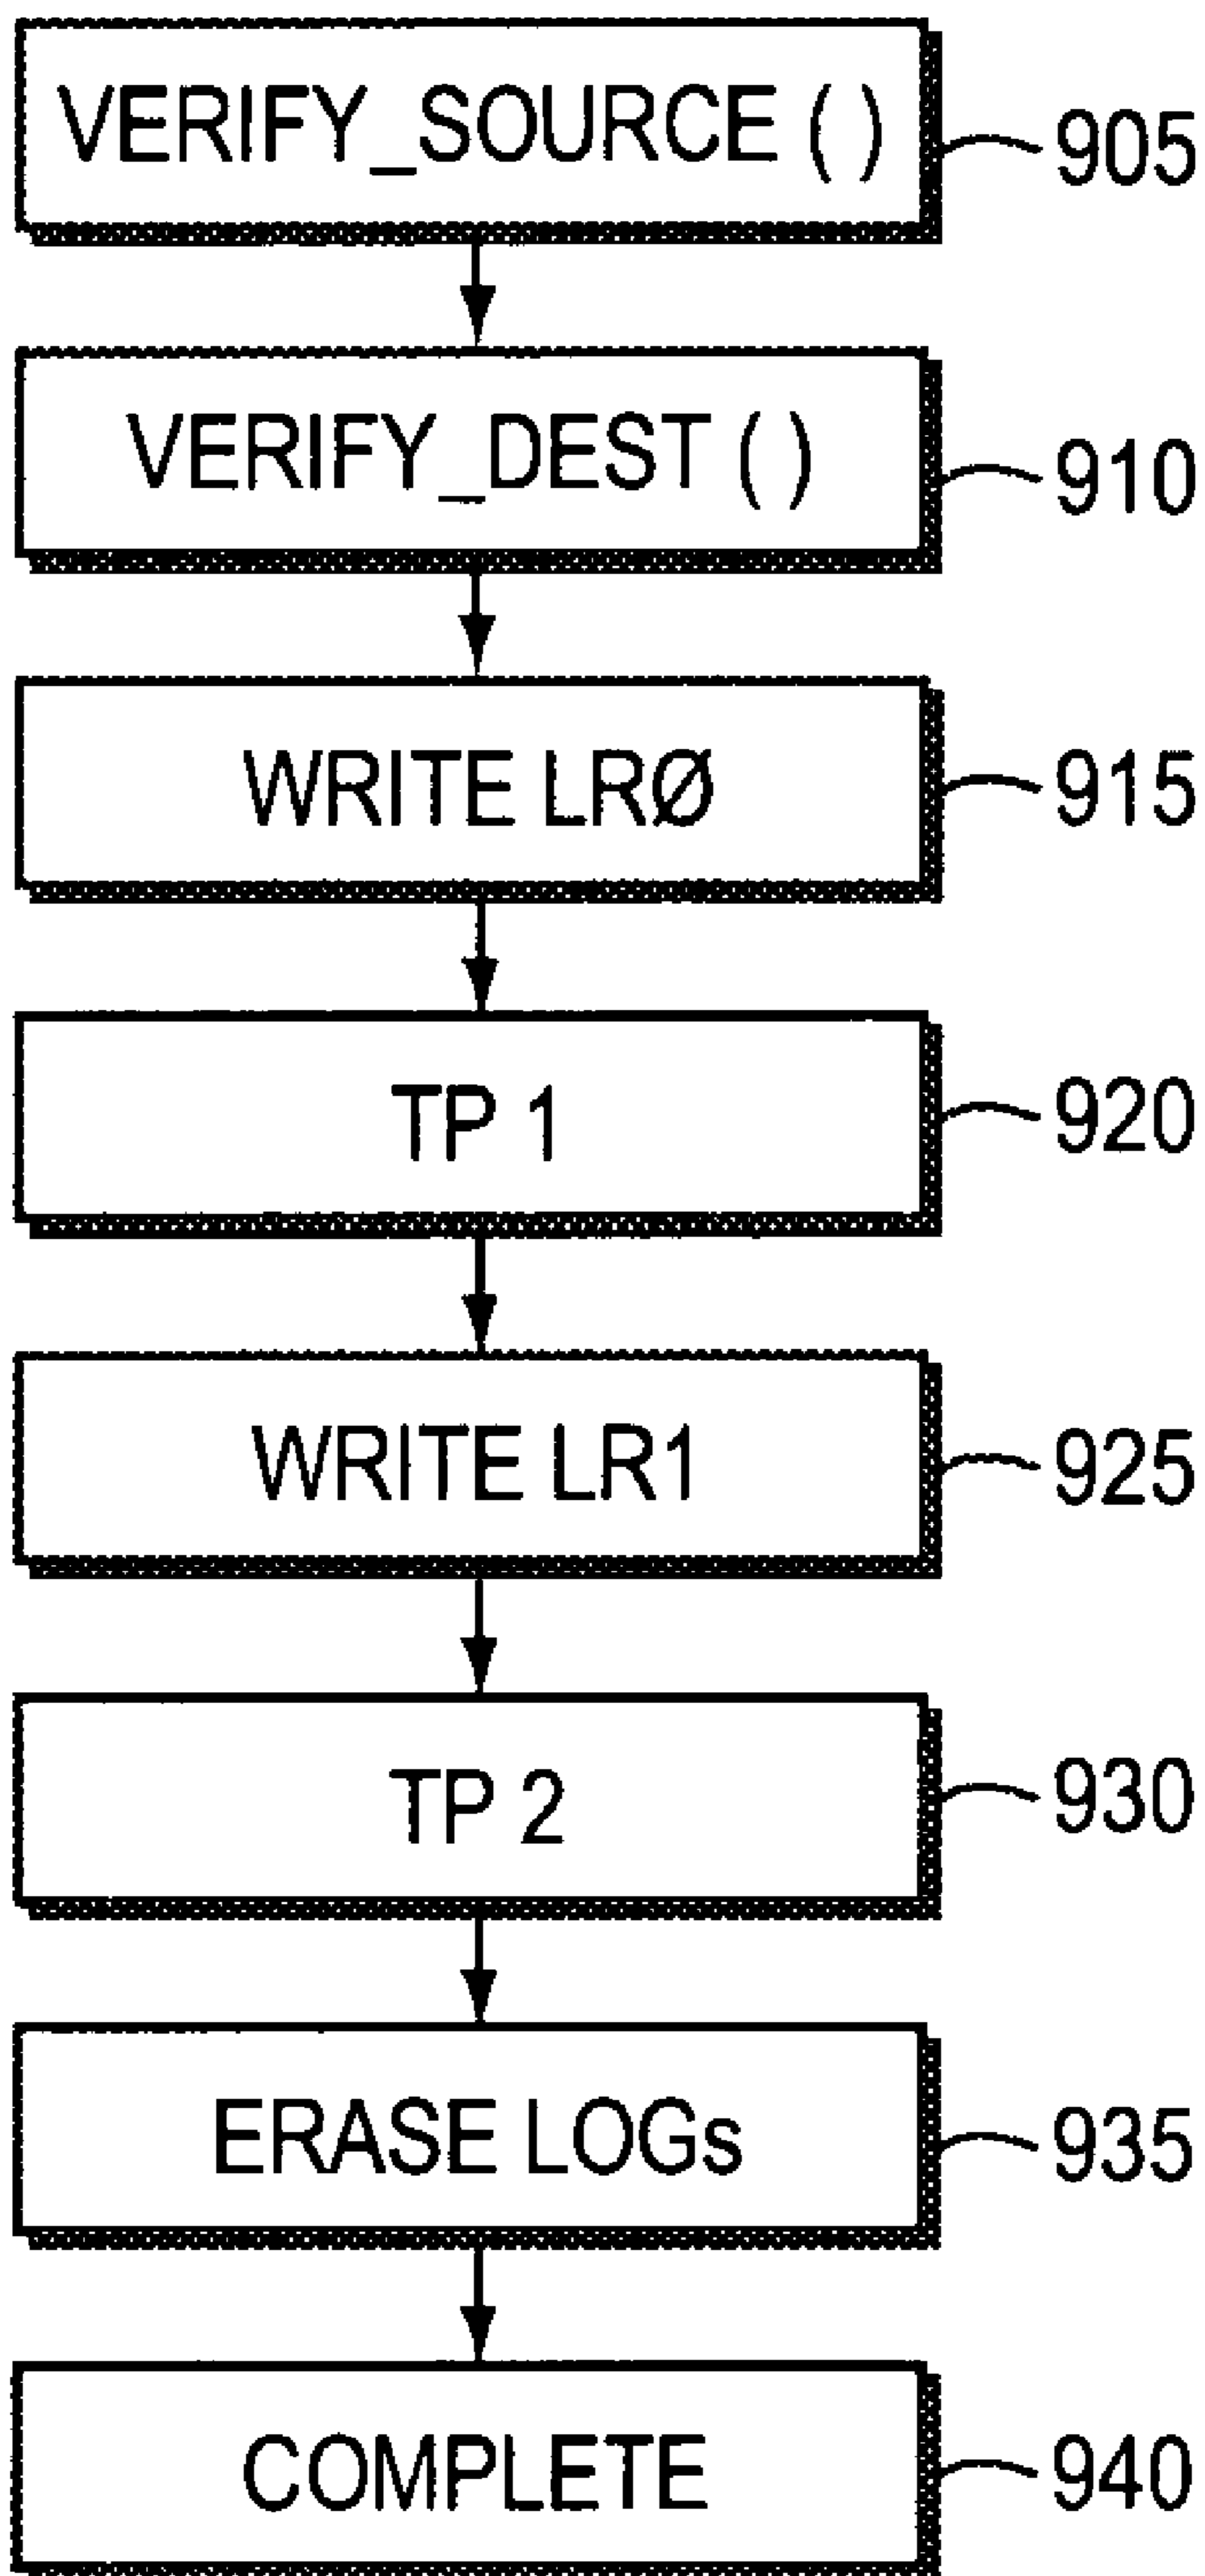 VERIFY_SOURCE ( ) 905
VERIFY_DEST ( ) 910
WRITE LRØ 915
TP 1 920
WRITE LR1 925
TP 2 930
ERASE LOGs 935
COMPLETE 940